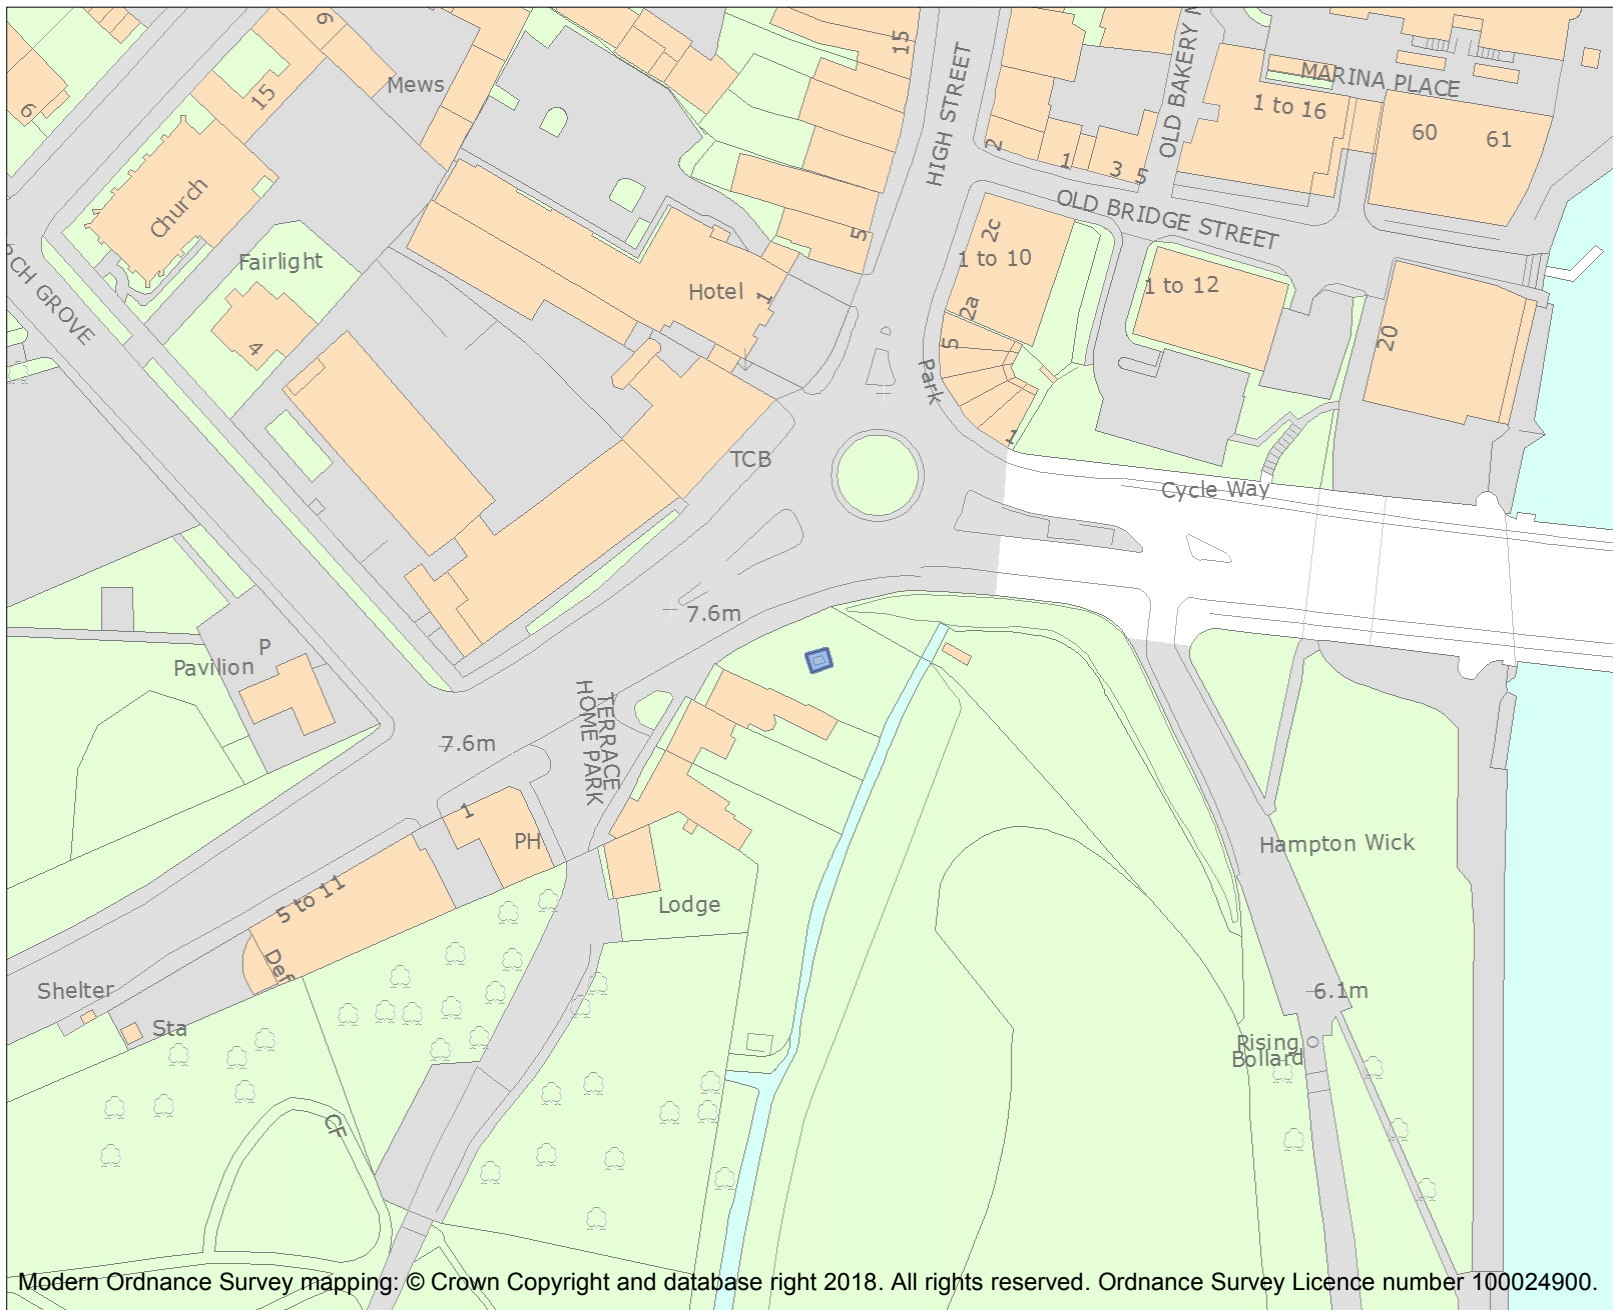 6
15
6
Mews
Church
Fairlight
4
RCH GROVE
Hotel
1
15
5
HIGH STREET
2
1
3
5
OLD BAKERY M
MARINA PLACE
1 to 16
60
61
OLD BRIDGE STREET
2c
1 to 10
2a
5
Park
1
1 to 12
20
TCB
Cycle Way
7.6m
P
Pavilion
7.6m
TERRACE
HOME PARK
1
PH
5 to 11
Def
Lodge
Shelter
Sta
CF
Hampton Wick
6.1m
Rising
Bollard
Modern Ordnance Survey mapping: © Crown Copyright and database right 2018. All rights reserved. Ordnance Survey Licence number 100024900.